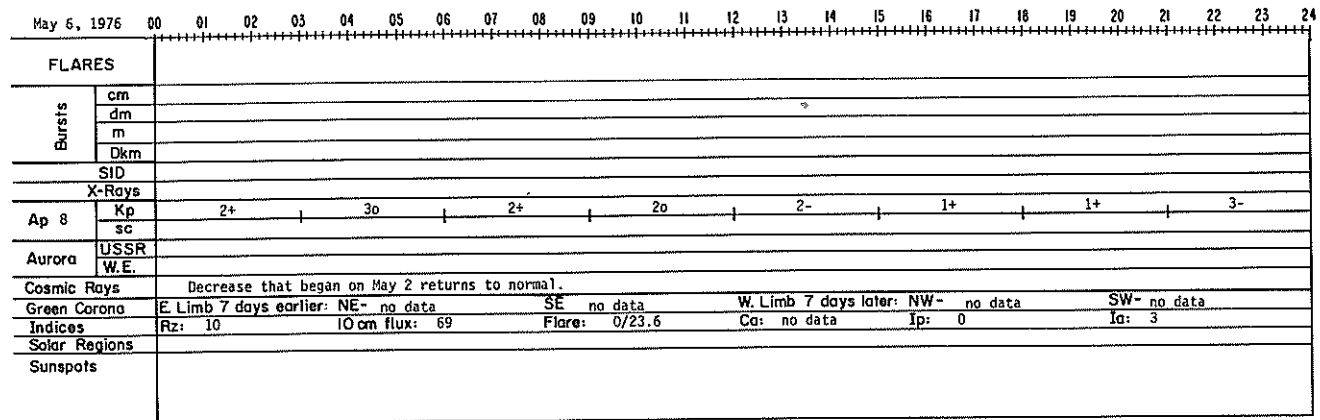 May 6, 1976 00 01 02 03 04 05 06 07 08 09 10 11 12 13 14 15 16 17 18 19 20 21 22 23 24
FLARES
Bursts
cm
dm
m
Dkm
SID
X-Rays
Ap 8 Kp 2+ 3o 2+ 2o 2- 1+ 1+ 3-
sc
Aurora USSR
W.E.
Cosmic Rays Decrease that began on May 2 returns to normal.
Green Corona E. Limb 7 days earlier: NE- no data SE no data W. Limb 7 days later: NW- no data SW- no data
Indices Rz: 10 10 cm flux: 69 Flare: 0/23.6 Ca: no data Ip: 0 Ia: 3
Solar Regions
Sunspots